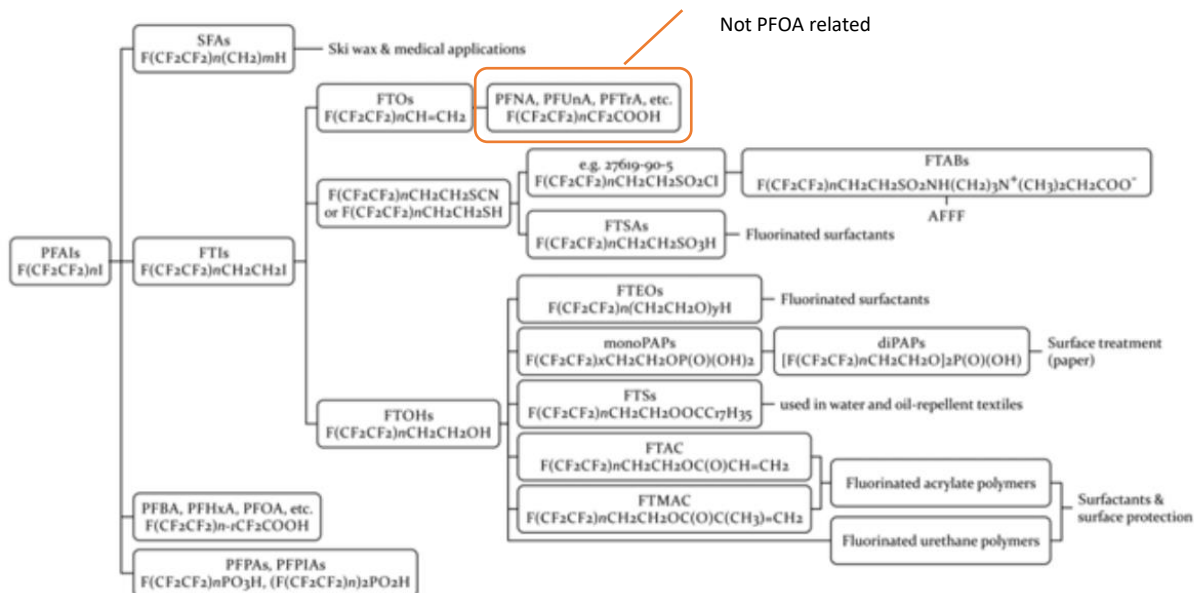 Not PFOA related
SFAs
F(CF2CF2)n(CH2)mH
Ski wax & medical applications
FTOs
F(CF2CF2)nCH=CH2
PFNA, PFUnA, PFTrA, etc.
F(CF2CF2)nCF2COOH
e.g. 27619-90-5
F(CF2CF2)nCH2CH2SO2Cl
FTABs
F(CF2CF2)nCH2CH2SO2NH(CH2)3N⁺(CH3)2CH2COO⁻
AFFF
F(CF2CF2)nCH2CH2SCN
or F(CF2CF2)nCH2CH2SH
FTSAs
F(CF2CF2)nCH2CH2SO3H
Fluorinated surfactants
PFAIs
F(CF2CF2)nI
FTIs
F(CF2CF2)nCH2CH2I
FTEOs
F(CF2CF2)n(CH2CH2O)yH
Fluorinated surfactants
monoPAPs
F(CF2CF2)xCH2CH2OP(O)(OH)2
diPAPs
[F(CF2CF2)nCH2CH2O]2P(O)(OH)
Surface treatment
(paper)
FTSs
F(CF2CF2)nCH2CH2OOCC17H35
used in water and oil-repellent textiles
FTOHs
F(CF2CF2)nCH2CH2OH
FTAC
F(CF2CF2)nCH2CH2OC(O)CH=CH2
FTMAC
F(CF2CF2)nCH2CH2OC(O)C(CH3)=CH2
Fluorinated acrylate polymers
Fluorinated urethane polymers
Surfactants &
surface protection
PFBA, PFHxA, PFOA, etc.
F(CF2CF2)n-1CF2COOH
PFPAs, PFPIAs
F(CF2CF2)nPO3H, (F(CF2CF2)n)2PO2H